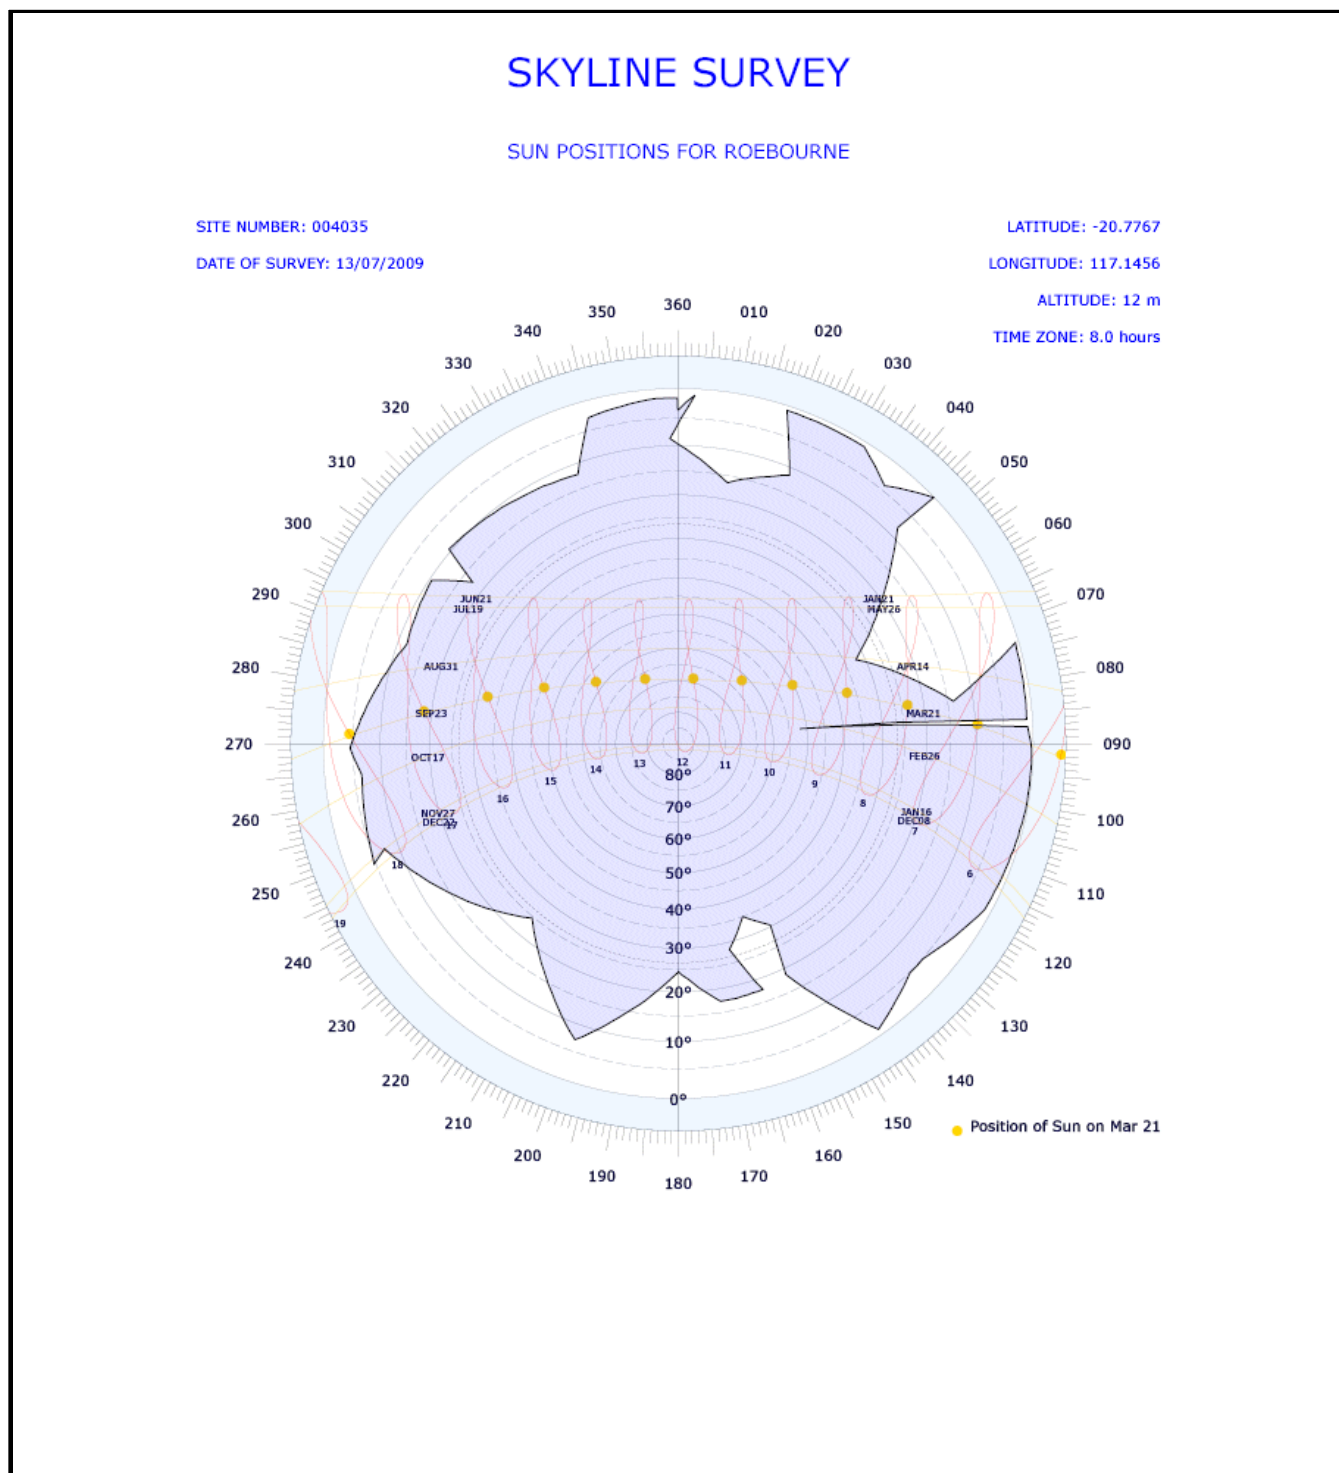 SKYLINE SURVEY
SUN POSITIONS FOR ROEBOURNE
SITE NUMBER: 004035
LATITUDE: -20.7767
DATE OF SURVEY: 13/07/2009
LONGITUDE: 117.1456
ALTITUDE: 12 m
TIME ZONE: 8.0 hours
360
350
010
340
020
330
030
320
040
310
050
300
060
290
070
JUN21
JAN21
JUL19
MAY26
280
AUG31
APR14
080
SEP23
MAR21
270
090
OCT17
FEB26
12
13
11
14
10
15
9
16
8
80°
70°
NOV27
JAN16
DEC22
DEC08
17
7
260
100
60°
18
6
50°
250
110
40°
19
30°
240
120
20°
230
130
10°
220
140
0°
210
150
Position of Sun on Mar 21
200
160
190
170
180